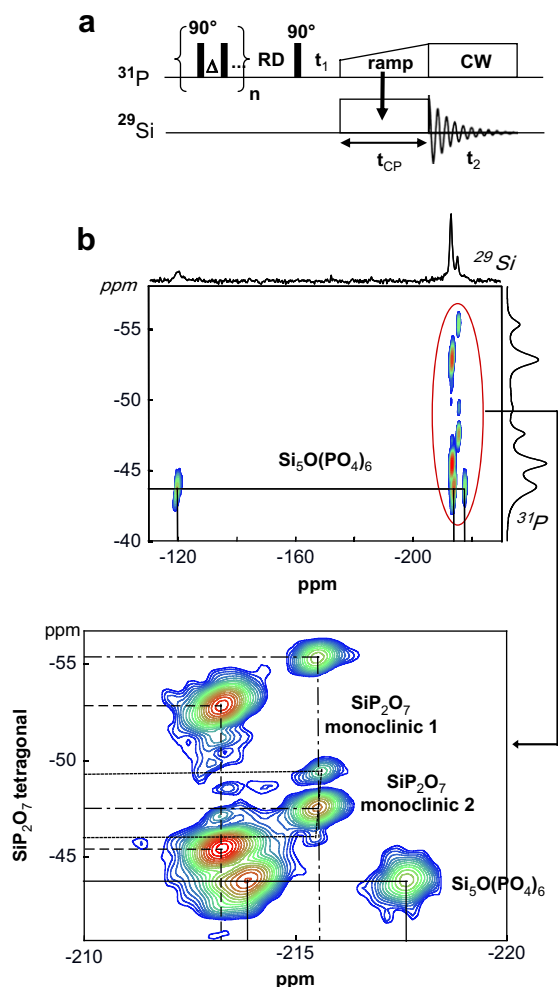 a
90° 90°
{ Δ ... }n RD t1 ramp CW
31P
29Si
tCP t2
b
29Si
ppm
-55
-50
-45
-40
Si5O(PO4)6
31P
-120 -160 -200
ppm
ppm
-55
-50
-45
SiP2O7 tetragonal
SiP2O7
monoclinic 1
SiP2O7
monoclinic 2
Si5O(PO4)6
-210 -215 -220
ppm